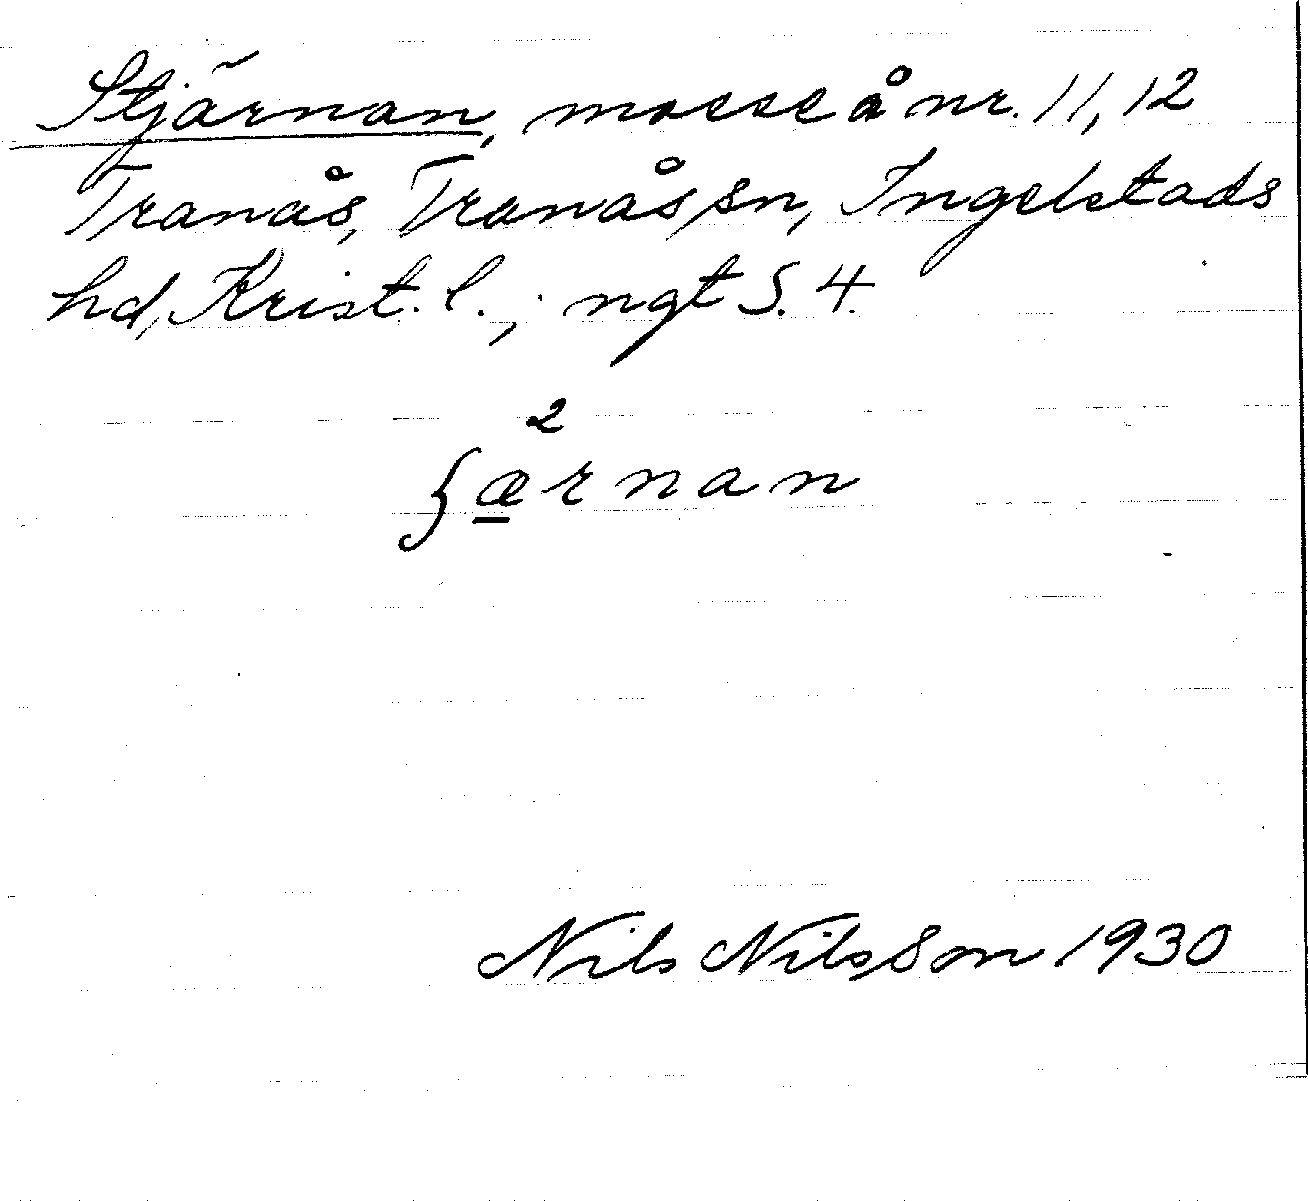 Stjärnan, mosse å nr. 11, 12
Tranås, Tranås sn, Ingelstads
hd, Krist. l.; ngt S. 4.
2
ʃærnan
Nils Nilsson 1930